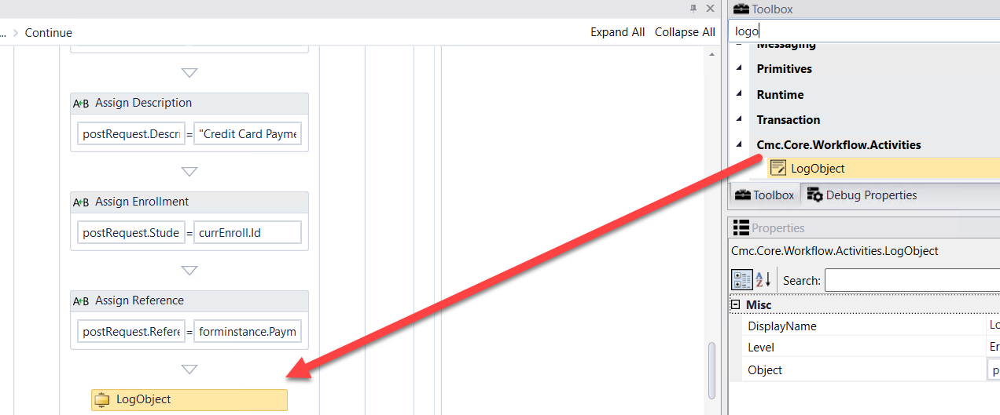 ... > Continue
Expand All Collapse All
A+B Assign Description
postRequest.Descri = "Credit Card Payme
A+B Assign Enrollment
postRequest.Stude = currEnroll.Id
A+B Assign Reference
postRequest.Refere = forminstance.Paym
LogObject
Toolbox
logo
Messaging
Primitives
Runtime
Transaction
Cmc.Core.Workflow.Activities
LogObject
Toolbox Debug Properties
Properties
Cmc.Core.Workflow.Activities.LogObject
A Z Search:
Misc
DisplayName Lo
Level Er
Object p